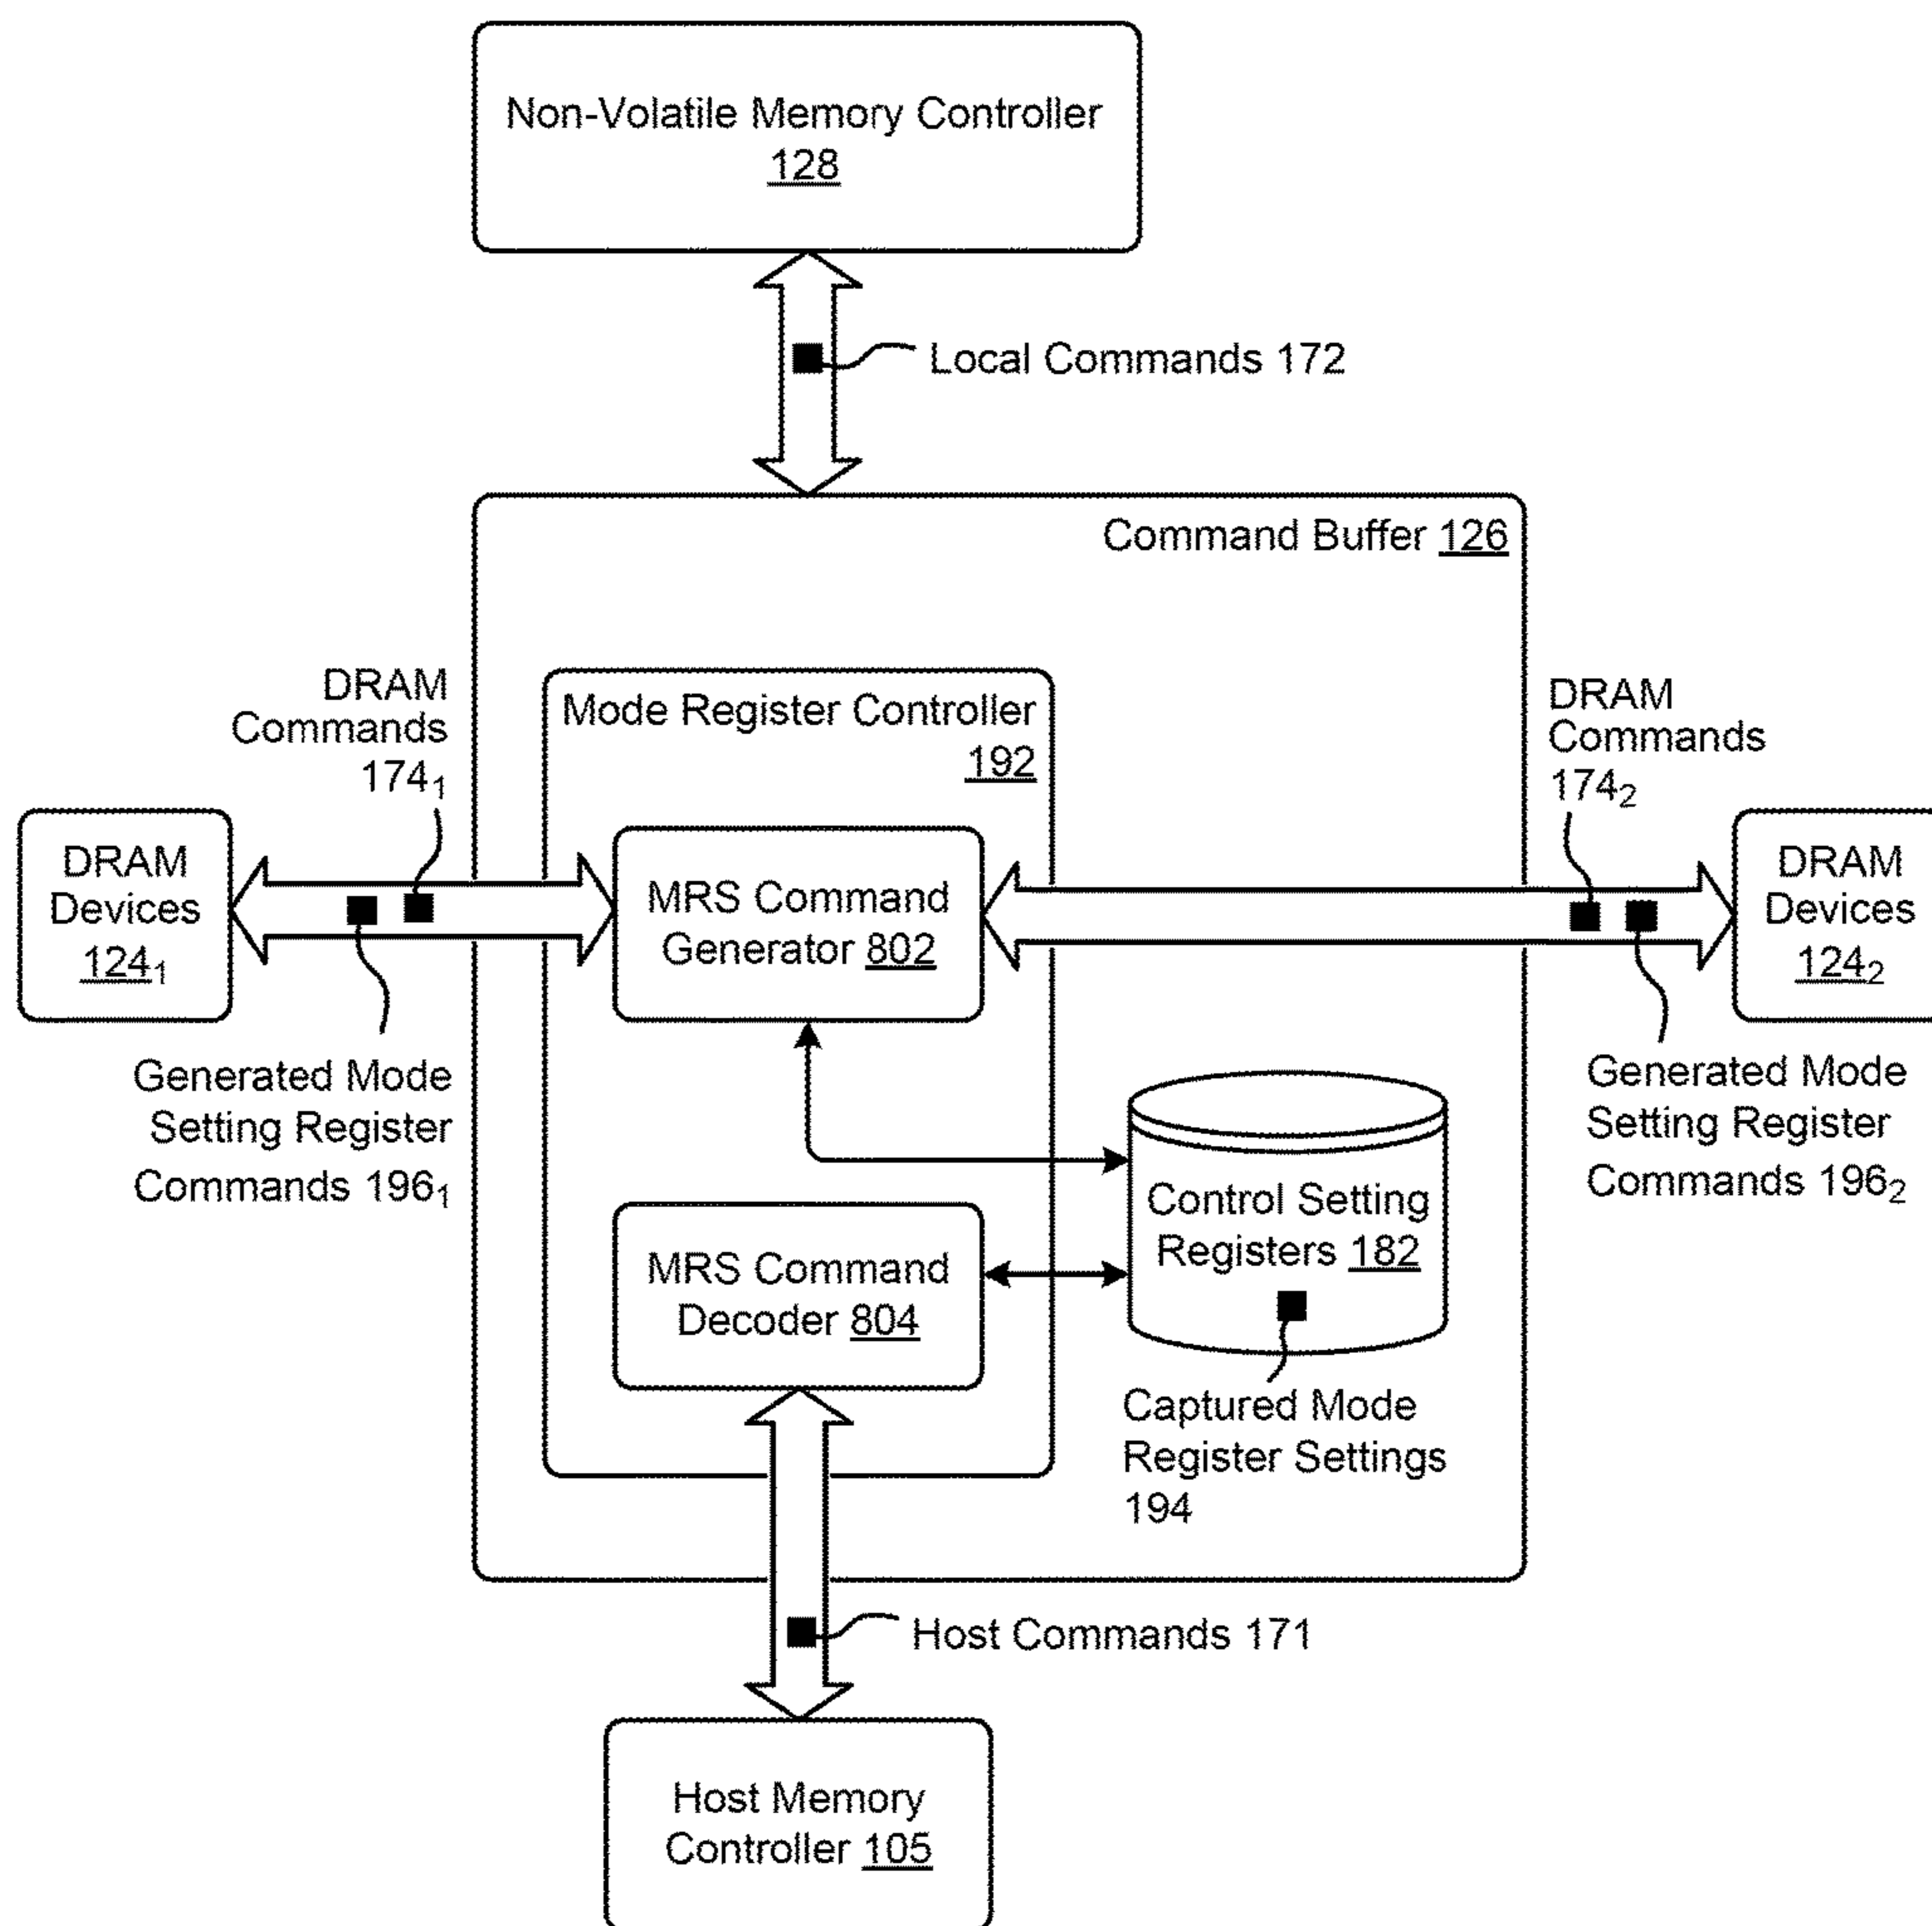 Non-Volatile Memory Controller
128
Local Commands 172
Command Buffer 126
DRAM
Commands
174₁
Mode Register Controller
192
DRAM
Commands
174₂
DRAM
Devices
124₁
MRS Command
Generator 802
DRAM
Devices
124₂
Generated Mode
Setting Register
Commands 196₁
Generated Mode
Setting Register
Commands 196₂
Control Setting
Registers 182
MRS Command
Decoder 804
Captured Mode
Register Settings
194
Host Commands 171
Host Memory
Controller 105